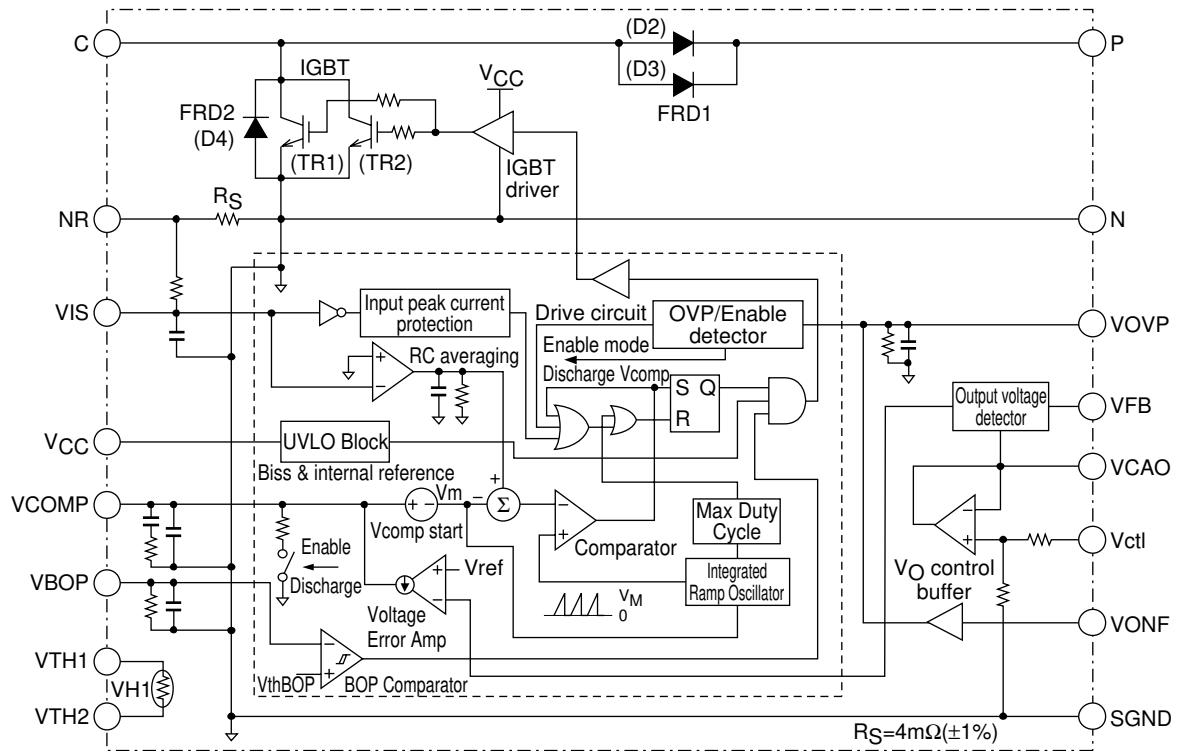 C
(D2)
P
IGBT
VCC
(D3)
FRD2
(D4)
FRD1
(TR1)
(TR2)
IGBT
driver
NR
RS
N
VIS
Input peak current
protection
Drive circuit
OVP/Enable
detector
VOVP
Enable mode
RC averaging
Discharge Vcomp
S Q
R
Output voltage
detector
VFB
VCC
UVLO Block
Biss & internal reference
VCAO
VCOMP
+ −
Vm
−
+
Σ
−
+
Max Duty
Cycle
Vcomp start
Comparator
−
+
Vctl
Enable
Discharge
Vref
+
−
Integrated
Ramp Oscillator
VO control
buffer
VBOP
VM
0
Voltage
Error Amp
VONF
+
−
VTH1
VH1
−
+
VthBOP
BOP Comparator
VTH2
SGND
RS=4mΩ(±1%)